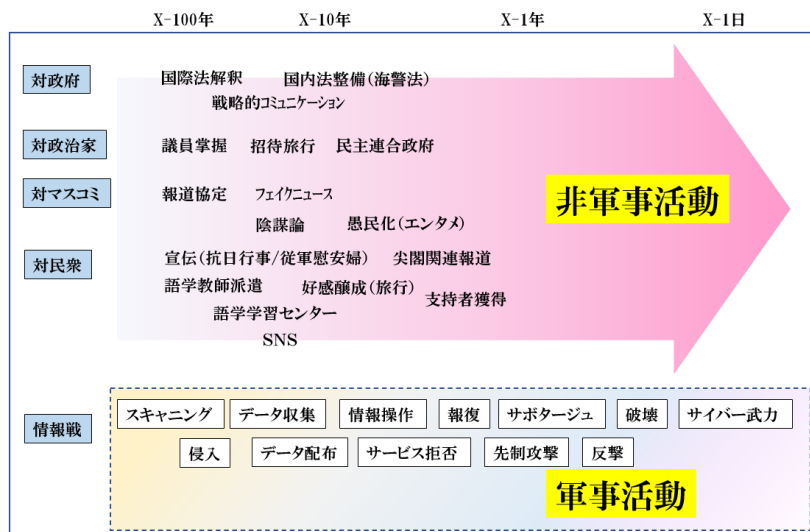 X-100年 X-10年 X-1年 X-1日
対政府
国際法解釈 国内法整備(海警法)
戦略的コミュニケーション
対政治家
議員掌握 招待旅行 民主連合政府
対マスコミ
報道協定 フェイクニュース
陰謀論 愚民化(エンタメ)
非軍事活動
対民衆
宣伝(抗日行事/従軍慰安婦) 尖閣関連報道
語学教師派遣 好感醸成(旅行) 支持者獲得
語学学習センター
SNS
情報戦
スキャニング データ収集 情報操作 報復 サボタージュ 破壊 サイバー武力
侵入 データ配布 サービス拒否 先制攻撃 反撃
軍事活動